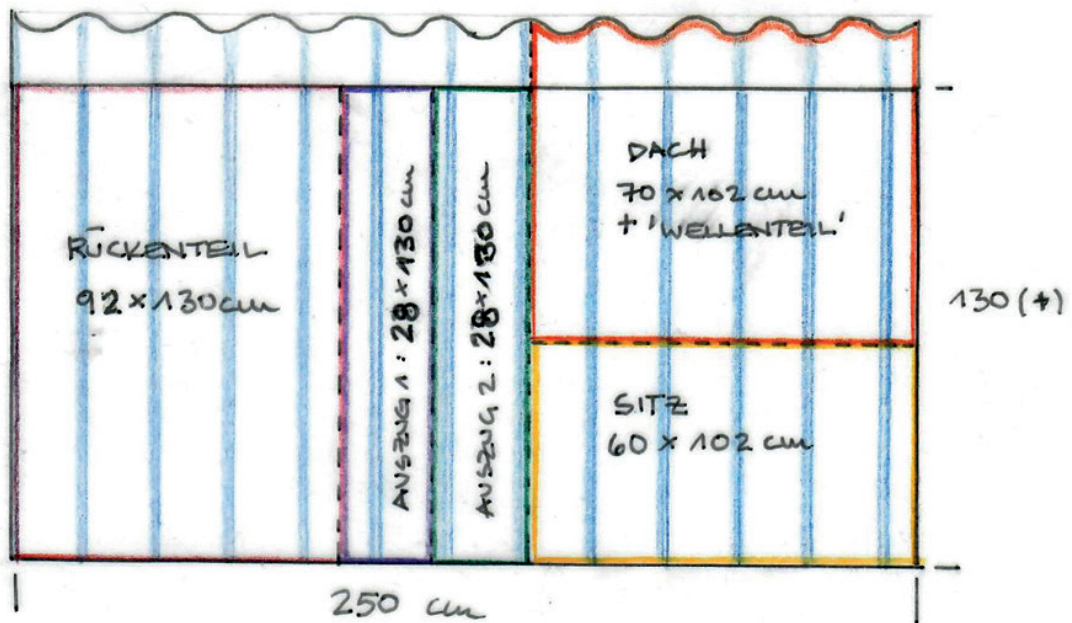 RÜCKENTEIL
92 x 130 cm
AUSZUG 1 : 28 x 130 cm
AUSZUG 2 : 28 x 130 cm
DACH
70 x 102 cm
+ 'WELLENTEIL'
SITZ
60 x 102 cm
130 (+)
250 cm